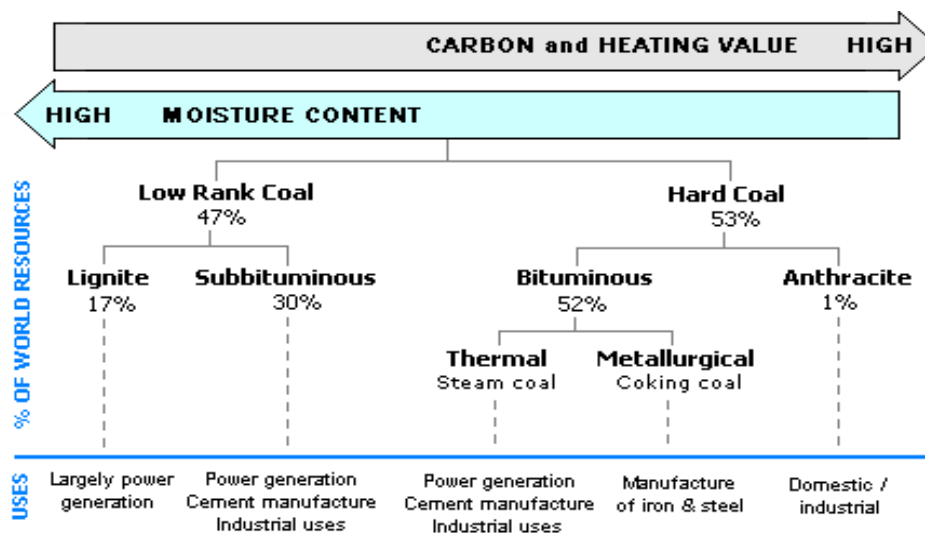 CARBON and HEATING VALUE HIGH
HIGH MOISTURE CONTENT
% OF WORLD RESOURCES
Low Rank Coal
47%
Hard Coal
53%
Lignite
17%
Subbituminous
30%
Bituminous
52%
Anthracite
1%
Thermal
Steam coal
Metallurgical
Coking coal
USES
Largely power
generation
Power generation
Cement manufacture
Industrial uses
Power generation
Cement manufacture
Industrial uses
Manufacture
of iron & steel
Domestic /
industrial